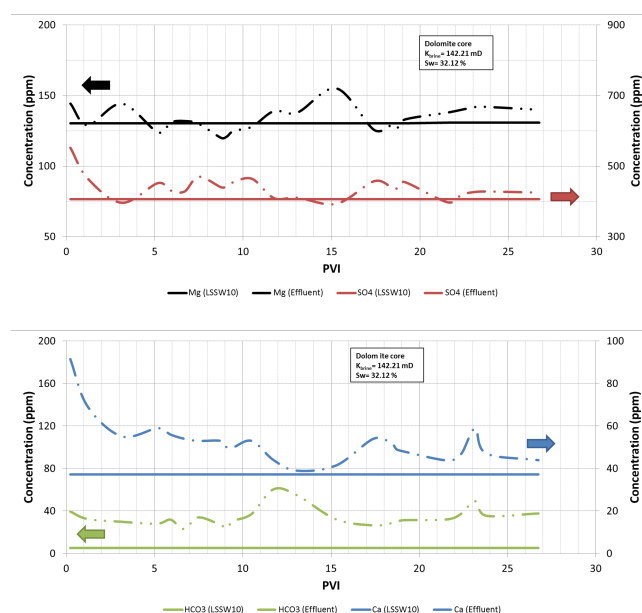 200
900
Dolomite core
Kbrine= 142.21 mD
Sw= 32.12 %
150
700
100
500
50
300
Concentration (ppm)
Concentration (ppm)
0 5 10 15 20 25 30
PVI
Mg (LSSW10) Mg (Effluent) SO4 (LSSW10) SO4 (Effluent)
200
100
Dolom ite core
Kbrine= 142.21 mD
Sw= 32.12 %
160
80
120
60
80
40
40
20
0
0
Concentration (ppm)
Concentration (ppm)
0 5 10 15 20 25 30
PVI
HCO3 (LSSW10) HCO3 (Effluent) Ca (LSSW10) Ca (Effluent)